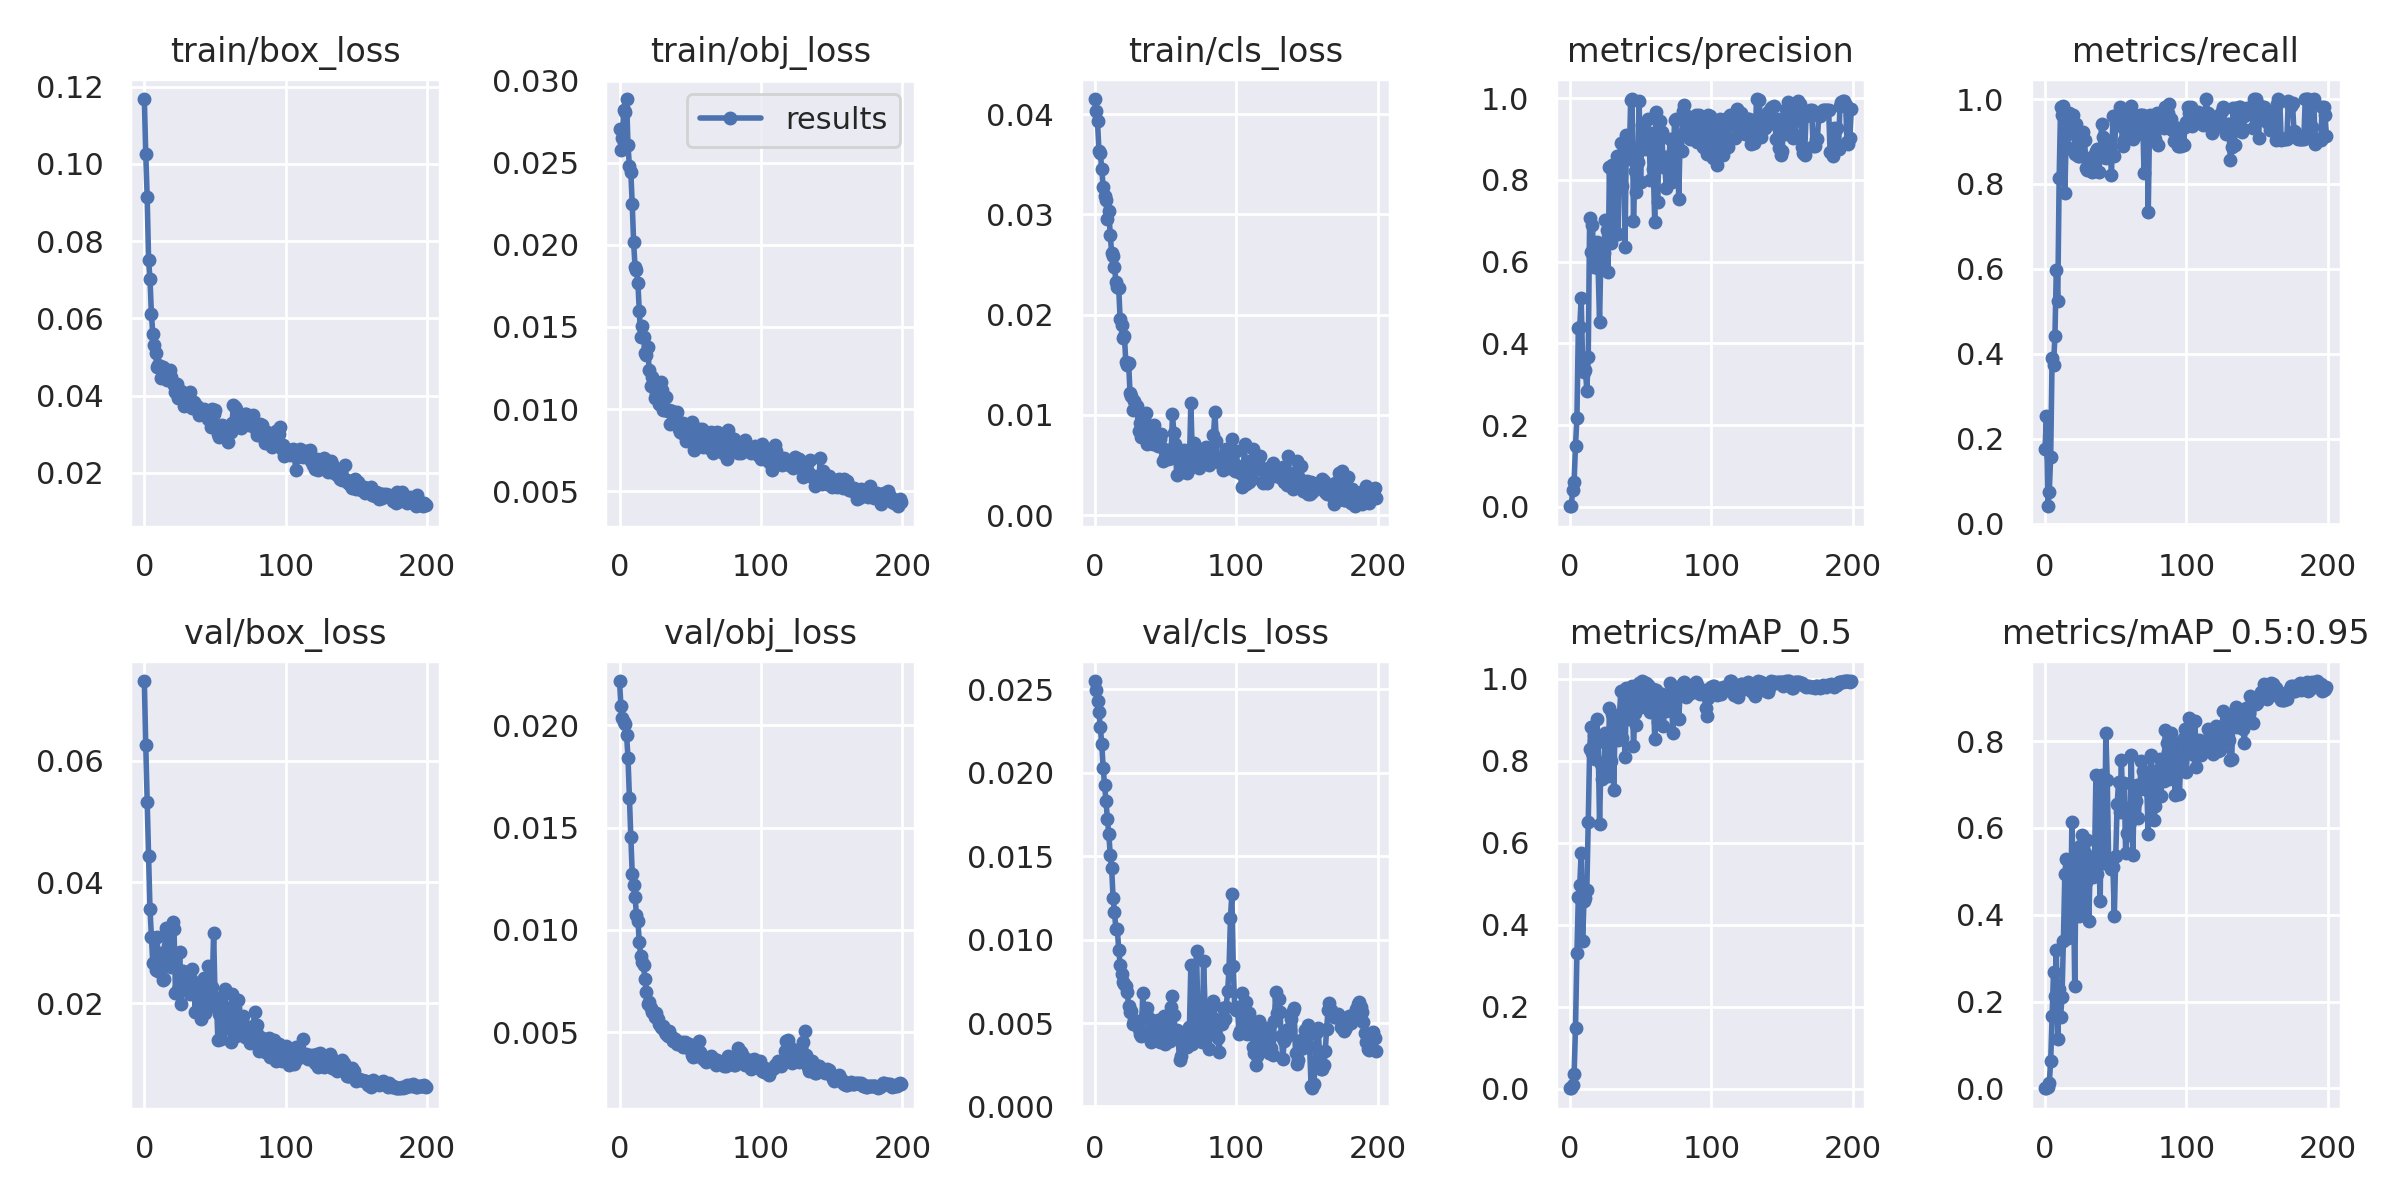 train/box_loss
0.12
0.10
0.08
0.06
0.04
0.02
0 100 200
train/obj_loss
results
0.030
0.025
0.020
0.015
0.010
0.005
0 100 200
train/cls_loss
0.04
0.03
0.02
0.01
0.00
0 100 200
metrics/precision
1.0
0.8
0.6
0.4
0.2
0.0
0 100 200
metrics/recall
1.0
0.8
0.6
0.4
0.2
0.0
0 100 200
val/box_loss
0.06
0.04
0.02
0 100 200
val/obj_loss
0.020
0.015
0.010
0.005
0 100 200
val/cls_loss
0.025
0.020
0.015
0.010
0.005
0.000
0 100 200
metrics/mAP_0.5
1.0
0.8
0.6
0.4
0.2
0.0
0 100 200
metrics/mAP_0.5:0.95
0.8
0.6
0.4
0.2
0.0
0 100 200